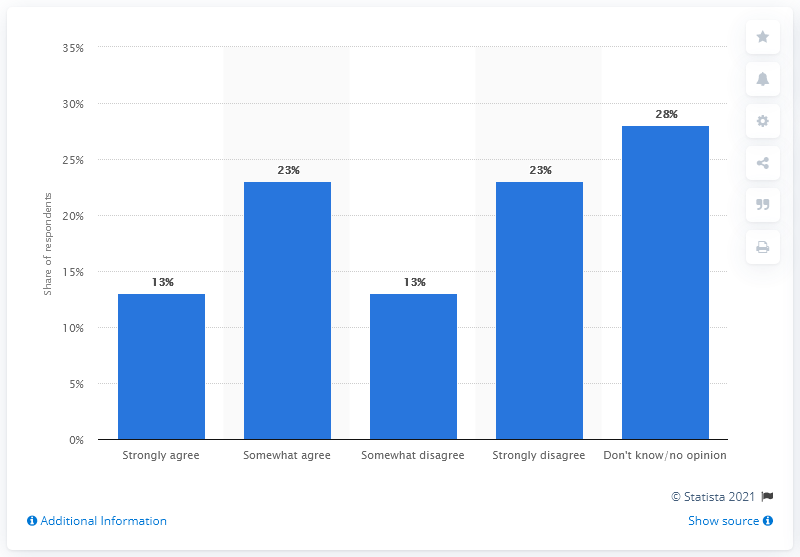 35%
30%
25%
20%
15%
10%
5%
0%
Share of respondents
13%
23%
13%
23%
28%
Strongly agree
Somewhat agree
Somewhat disagree
Strongly disagree
Don't know/no opinion
© Statista 2021
Additional Information
Show source